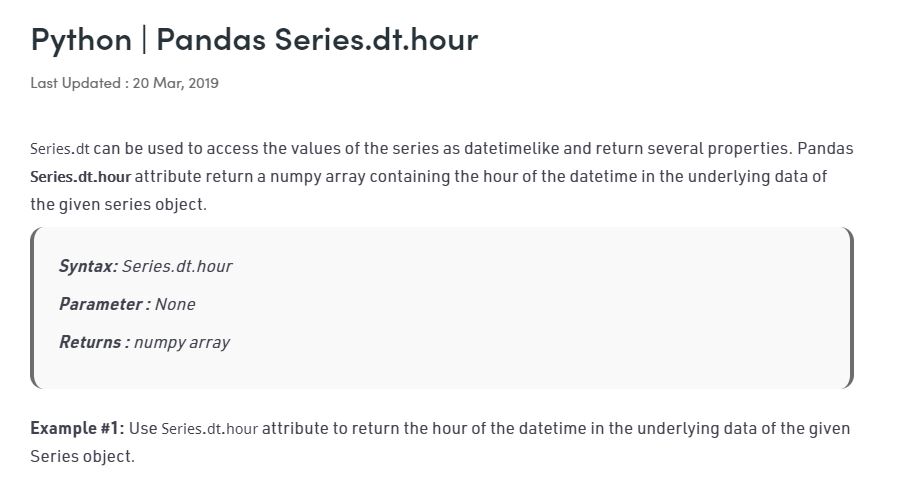 Python | Pandas Series.dt.hour
Last Updated : 20 Mar, 2019
Series.dt can be used to access the values of the series as datetimelike and return several properties. Pandas
Series.dt.hour attribute return a numpy array containing the hour of the datetime in the underlying data of
the given series object.
Syntax: Series.dt.hour
Parameter : None
Returns : numpy array
Example #1: Use Series.dt.hour attribute to return the hour of the datetime in the underlying data of the given
Series object.